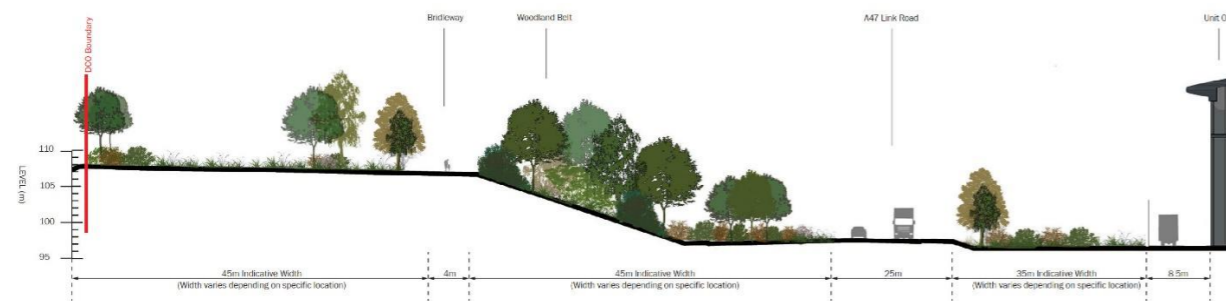 DCO Boundary
Bridleway
Woodland Belt
A47 Link Road
Unit
LEVEL (m)
110
105
100
95
45m Indicative Width
(Width varies depending on specific location)
4m
45m Indicative Width
(Width varies depending on specific location)
25m
35m Indicative Width
(Width varies depending on specific location)
8.5m